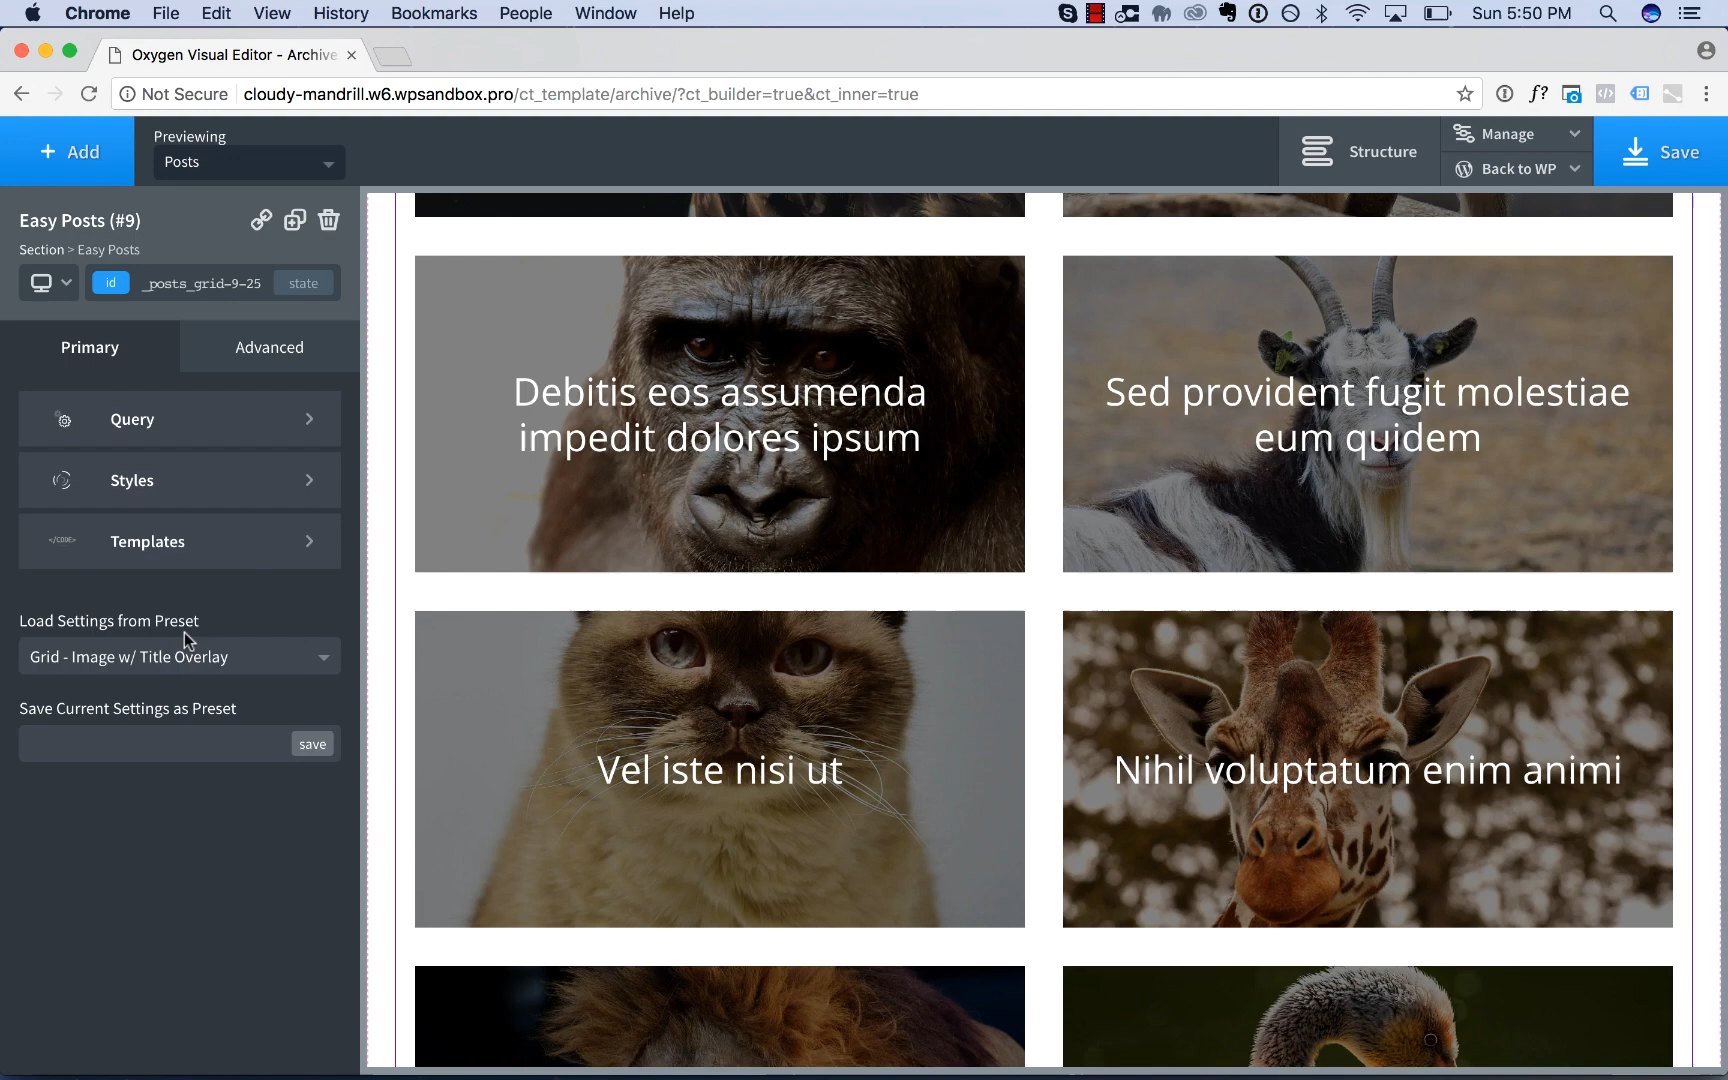 Chrome File Edit View History Bookmarks People Window Help Sun 5:50 PM
Oxygen Visual Editor - Archive
Not Secure cloudy-mandrill.w6.wpsandbox.pro/ct_template/archive/?ct_builder=true&ct_inner=true
f?
+ Add
Previewing
Posts
Structure
Manage
Back to WP
Save
Easy Posts (#9)
Section > Easy Posts
id _posts_grid-9-25 state
Primary Advanced
Query
Styles
</CODE> Templates
Load Settings from Preset
Grid - Image w/ Title Overlay
Save Current Settings as Preset
save
Debitis eos assumenda
impedit dolores ipsum
Sed provident fugit molestiae
eum quidem
Vel iste nisi ut
Nihil voluptatum enim animi